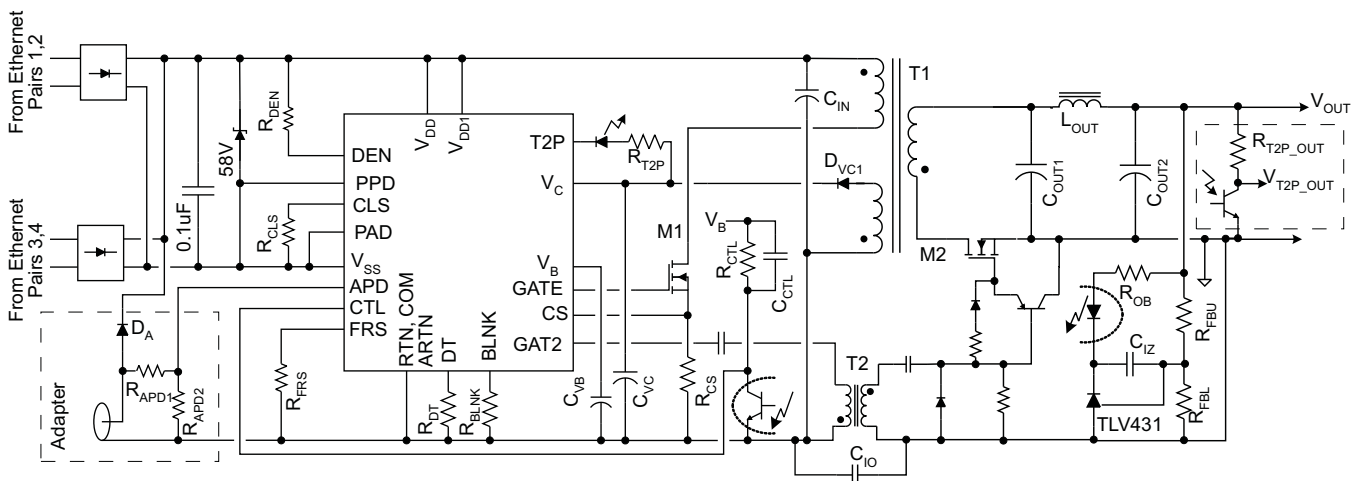 From Ethernet
Pairs 1,2
From Ethernet
Pairs 3,4
0.1uF
58V
R_DEN
R_CLS
V_DD
V_DD1
DEN
PPD
CLS
PAD
V_SS
APD
CTL
FRS
T2P
V_C
V_B
GATE
CS
GAT2
RTN, COM
ARTN
DT
BLNK
D_A
R_APD1
R_APD2
Adapter
R_FRS
R_DT
R_BLNK
C_VB
C_VC
R_CS
R_T2P
M1
V_B
R_CTL
C_CTL
D_VC1
C_IN
T1
M2
T2
C_IO
C_OUT1
L_OUT
C_OUT2
V_OUT
R_T2P_OUT
V_T2P_OUT
R_OB
R_FBU
C_IZ
TLV431
R_FBL